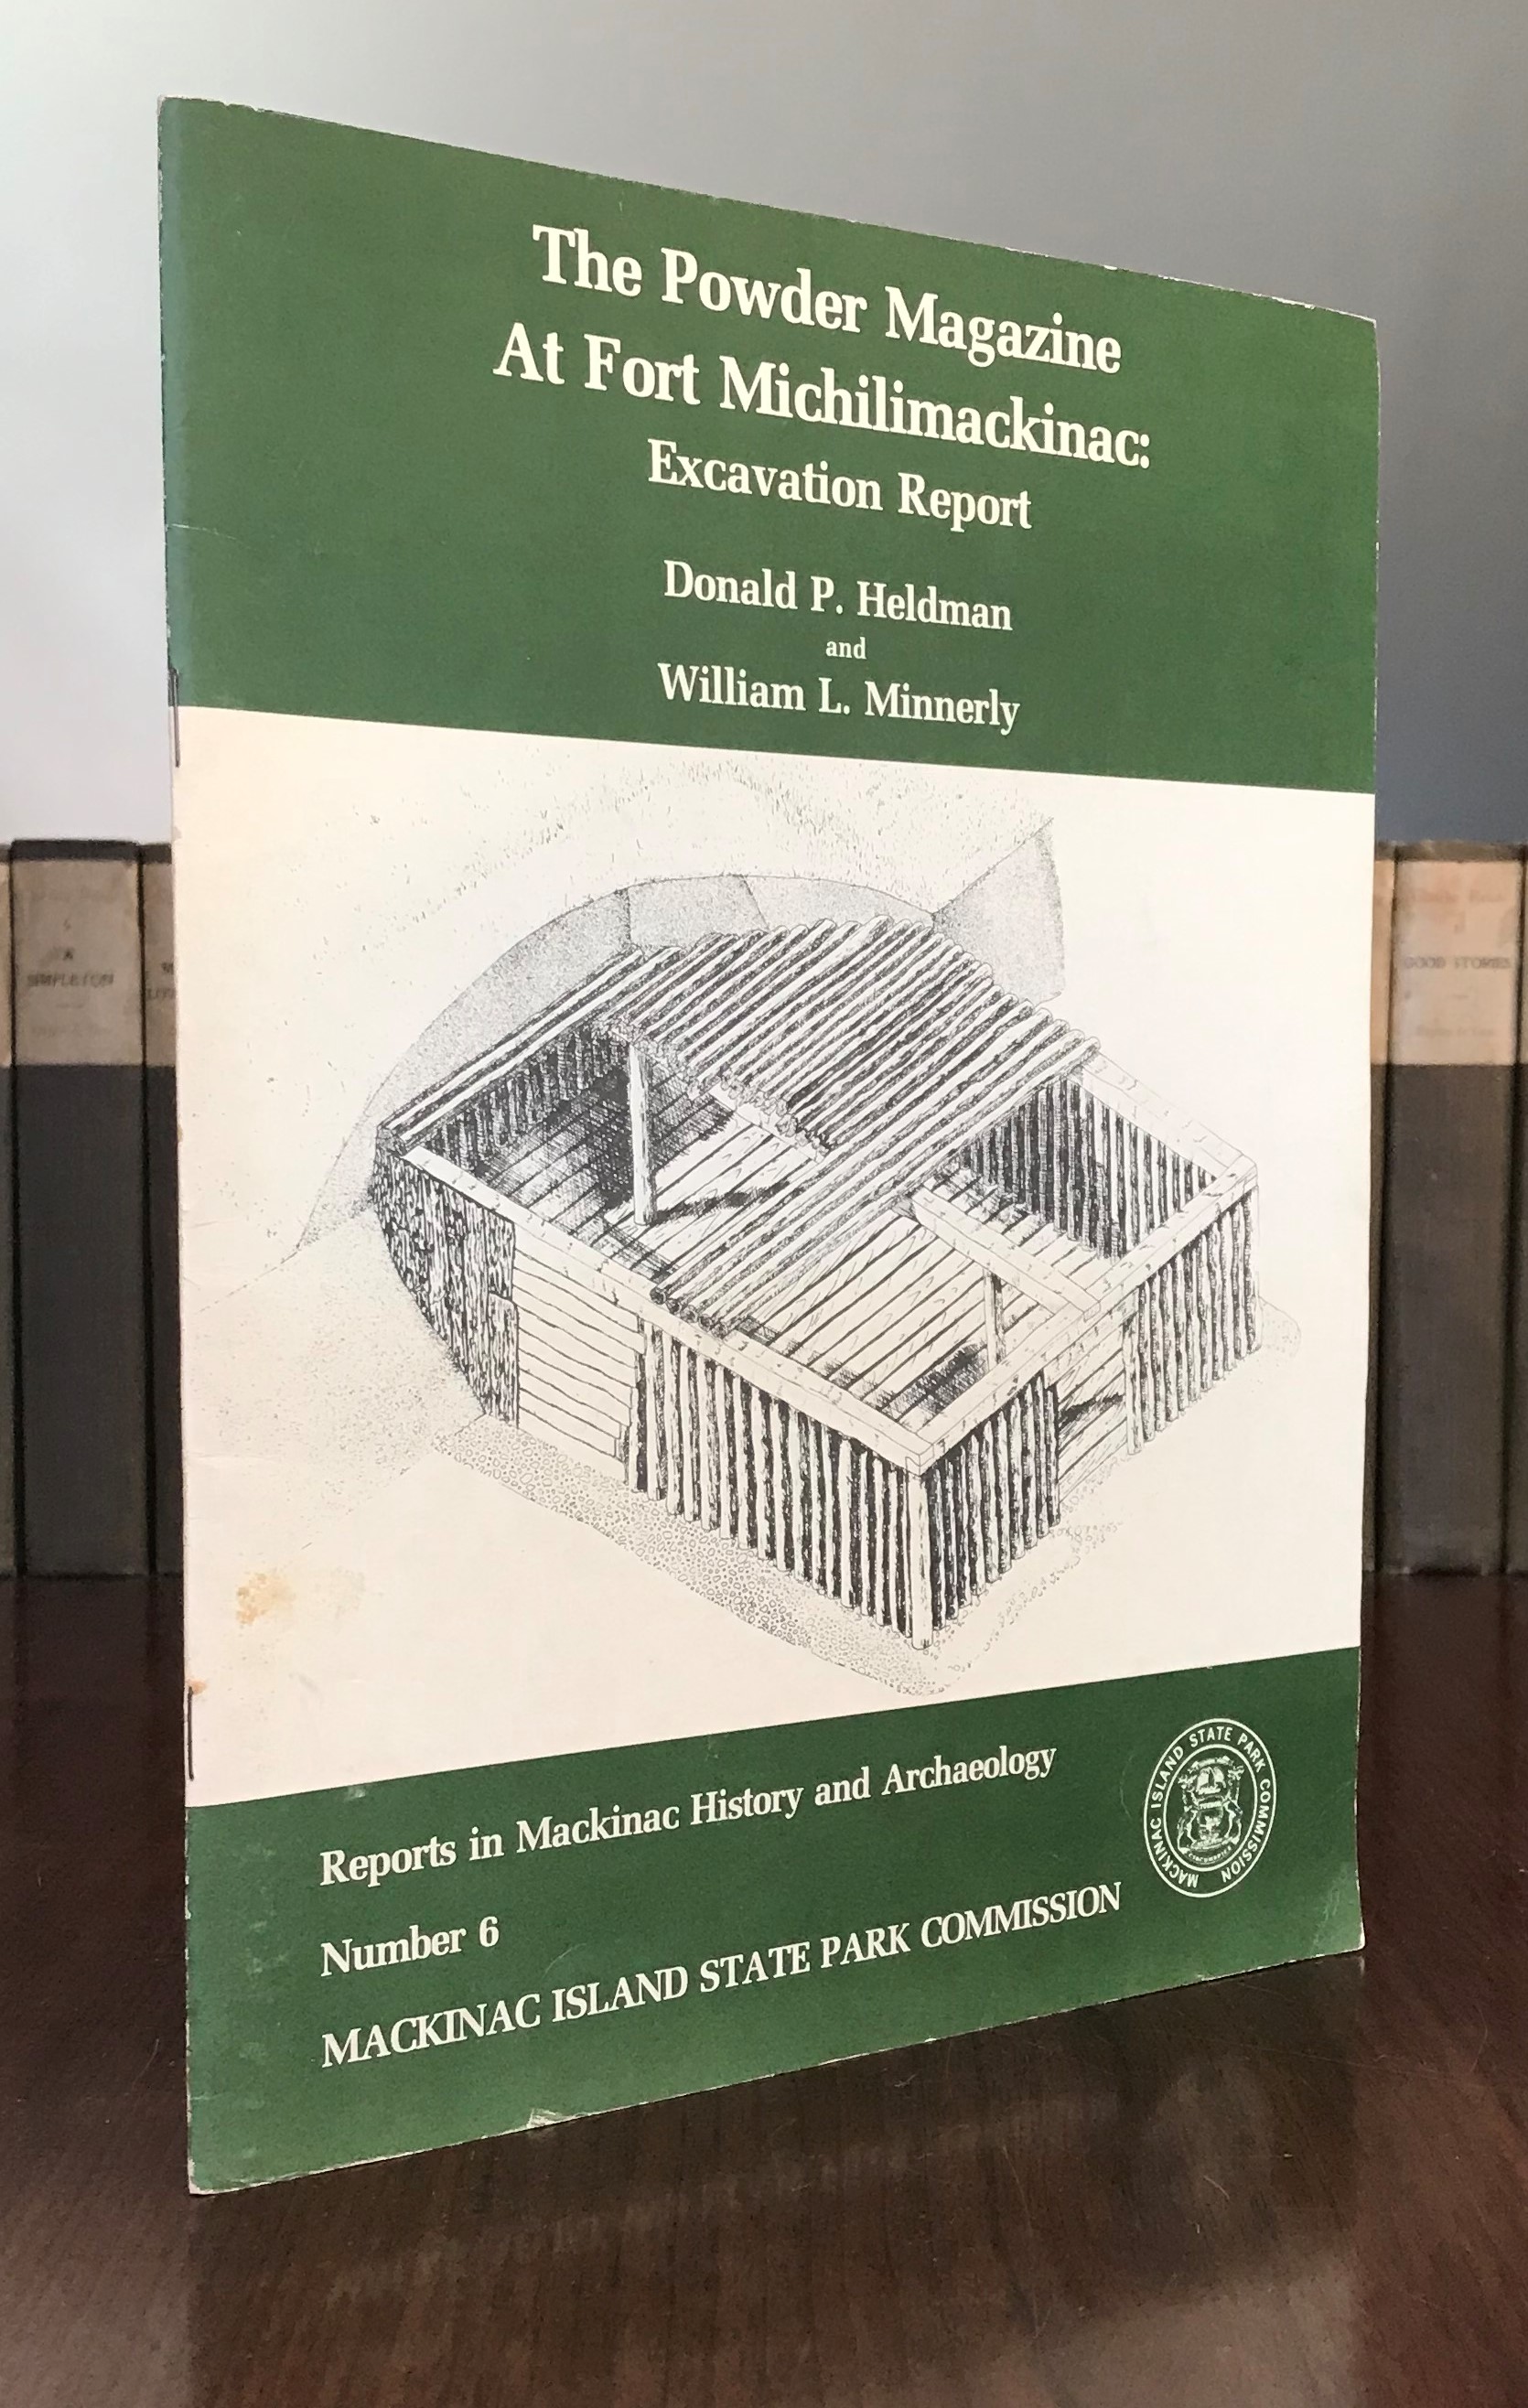 The Powder Magazine
At Fort Michilimackinac:
Excavation Report
Donald P. Heldman
and
William L. Minnerly
Reports in Mackinac History and Archaeology
Number 6
MACKINAC ISLAND STATE PARK COMMISSION
MACKINAC ISLAND STATE PARK COMMISSION
GOOD STORIES